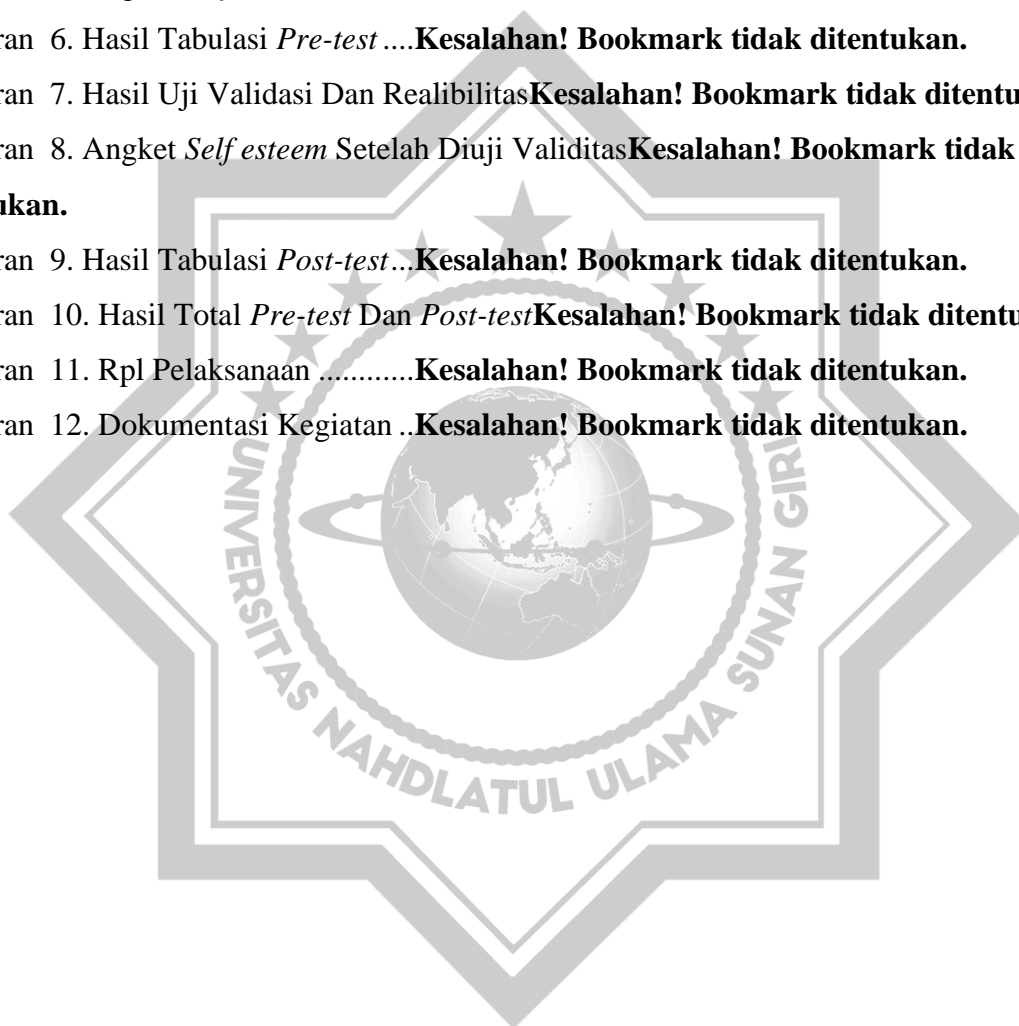 ran 6. Hasil Tabulasi Pre-test ....Kesalahan! Bookmark tidak ditentukan.
ran 7. Hasil Uji Validasi Dan RealibilitasKesalahan! Bookmark tidak ditentu
ran 8. Angket Self esteem Setelah Diuji ValiditasKesalahan! Bookmark tidak
ukan.
ran 9. Hasil Tabulasi Post-test...Kesalahan! Bookmark tidak ditentukan.
ran 10. Hasil Total Pre-test Dan Post-testKesalahan! Bookmark tidak ditentu
ran 11. Rpl Pelaksanaan ............Kesalahan! Bookmark tidak ditentukan.
ran 12. Dokumentasi Kegiatan ..Kesalahan! Bookmark tidak ditentukan.
UNIVERSITAS NAHDLATUL ULAMA SUNAN GIRI